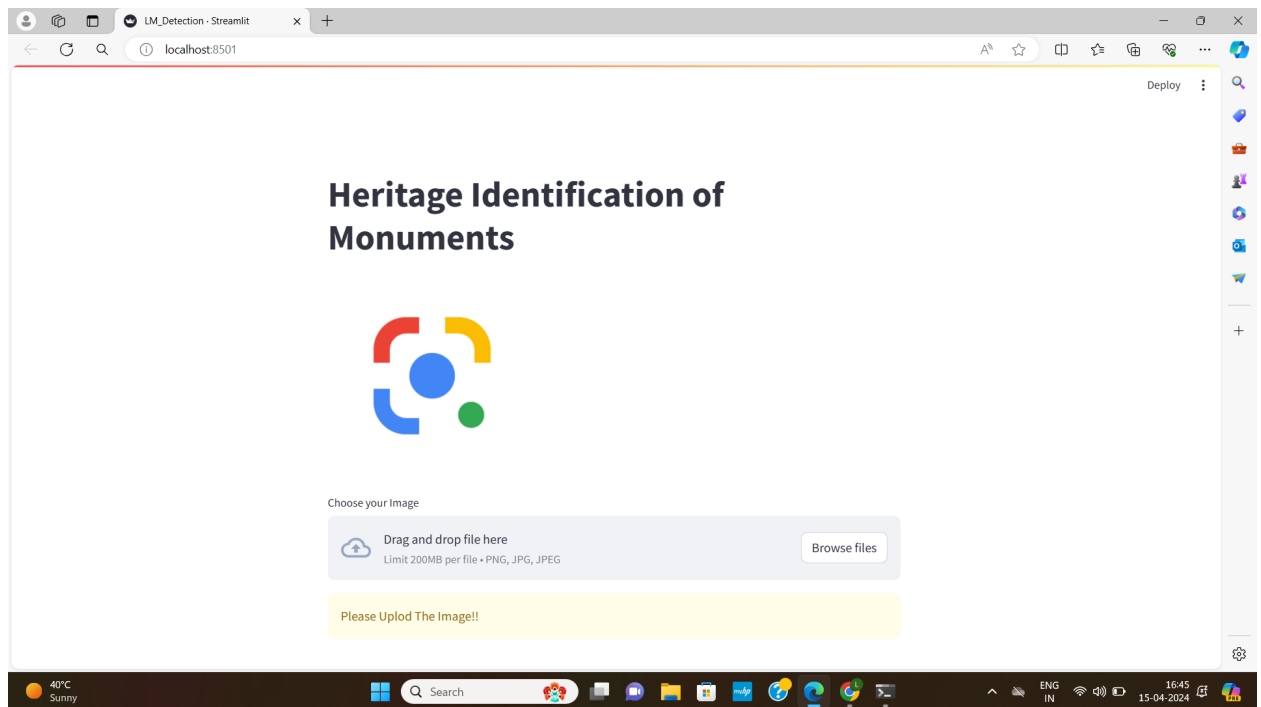 LM_Detection · Streamlit
localhost:8501
Deploy
Heritage Identification of
Monuments
Choose your Image
Drag and drop file here
Limit 200MB per file • PNG, JPG, JPEG
Browse files
Please Uplod The Image!!
40°C
Sunny
Search
mvhp
ENG
IN
16:45
15-04-2024